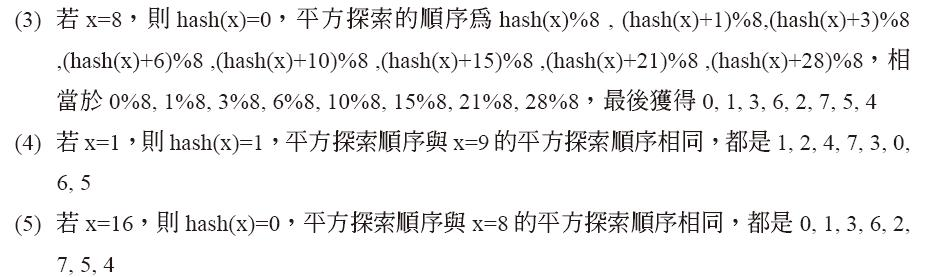 (3) 若 x=8，則 hash(x)=0，平方探索的順序為 hash(x)%8 , (hash(x)+1)%8,(hash(x)+3)%8
,(hash(x)+6)%8 ,(hash(x)+10)%8 ,(hash(x)+15)%8 ,(hash(x)+21)%8 ,(hash(x)+28)%8，相
當於 0%8, 1%8, 3%8, 6%8, 10%8, 15%8, 21%8, 28%8，最後獲得 0, 1, 3, 6, 2, 7, 5, 4
(4) 若 x=1，則 hash(x)=1，平方探索順序與 x=9 的平方探索順序相同，都是 1, 2, 4, 7, 3, 0,
6, 5
(5) 若 x=16，則 hash(x)=0，平方探索順序與 x=8 的平方探索順序相同，都是 0, 1, 3, 6, 2,
7, 5, 4